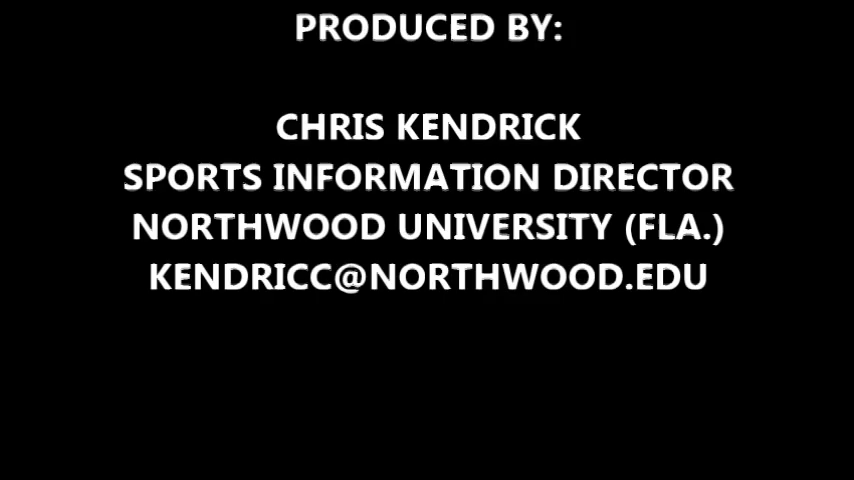 PRODUCED BY:
CHRIS KENDRICK
SPORTS INFORMATION DIRECTOR
NORTHWOOD UNIVERSITY (FLA.)
KENDRICC@NORTHWOOD.EDU